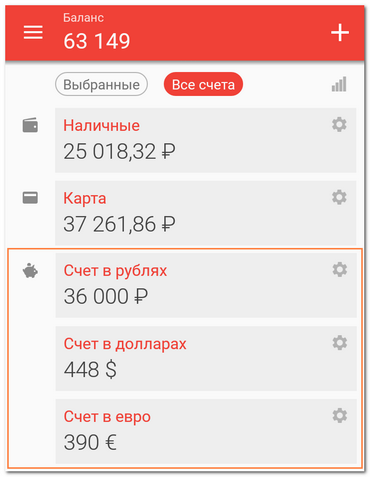 Баланс
63 149
Выбранные
Все счета
Наличные
25 018,32 ₽
Карта
37 261,86 ₽
Счет в рублях
36 000 ₽
Счет в долларах
448 $
Счет в евро
390 €